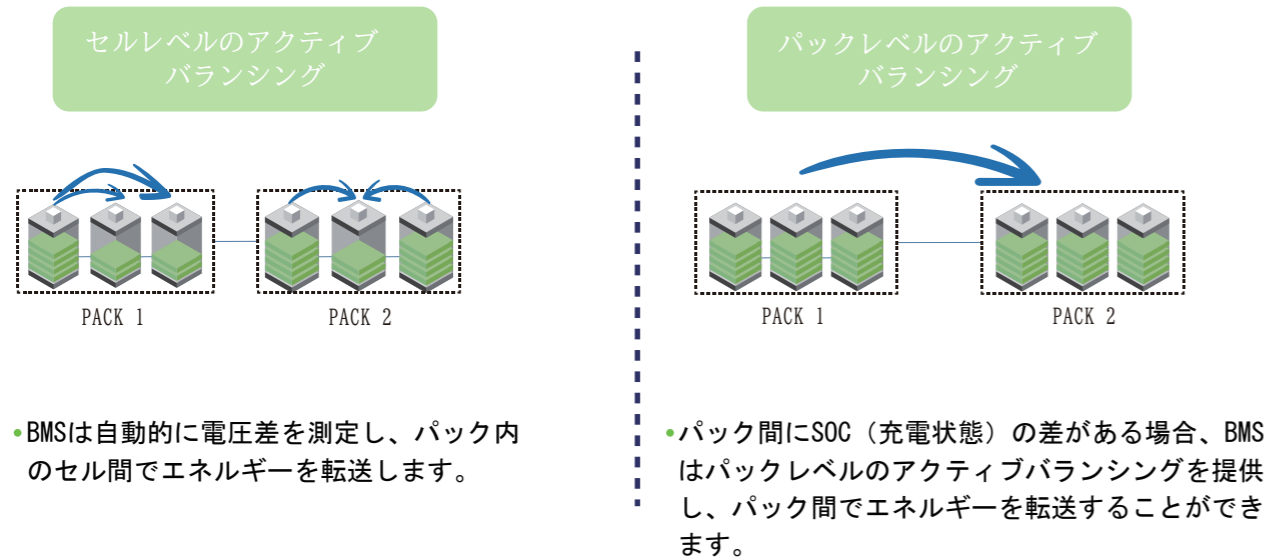 セルレベルのアクティブ
バランシング
PACK 1
PACK 2
•BMSは自動的に電圧差を測定し、パック内
のセル間でエネルギーを転送します。
パックレベルのアクティブ
バランシング
PACK 1
PACK 2
•パック間にSOC（充電状態）の差がある場合、BMS
はパックレベルのアクティブバランシングを提供
し、パック間でエネルギーを転送することができ
ます。